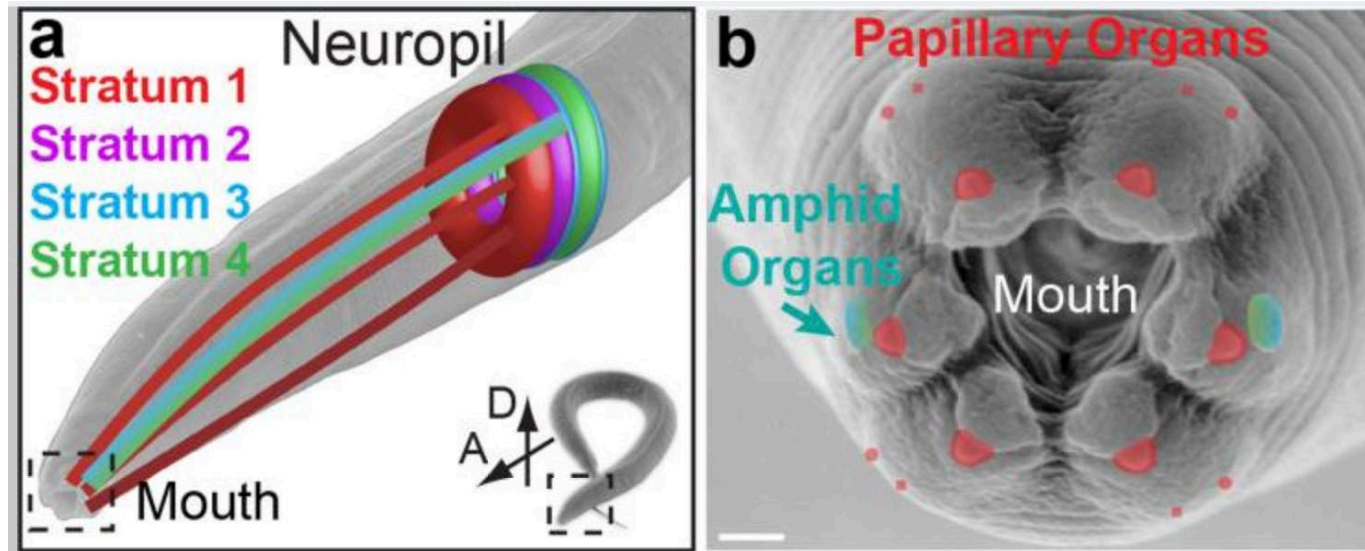 a
Neuropil
Stratum 1
Stratum 2
Stratum 3
Stratum 4
D
A
Mouth
b
Papillary Organs
Amphid
Organs
Mouth